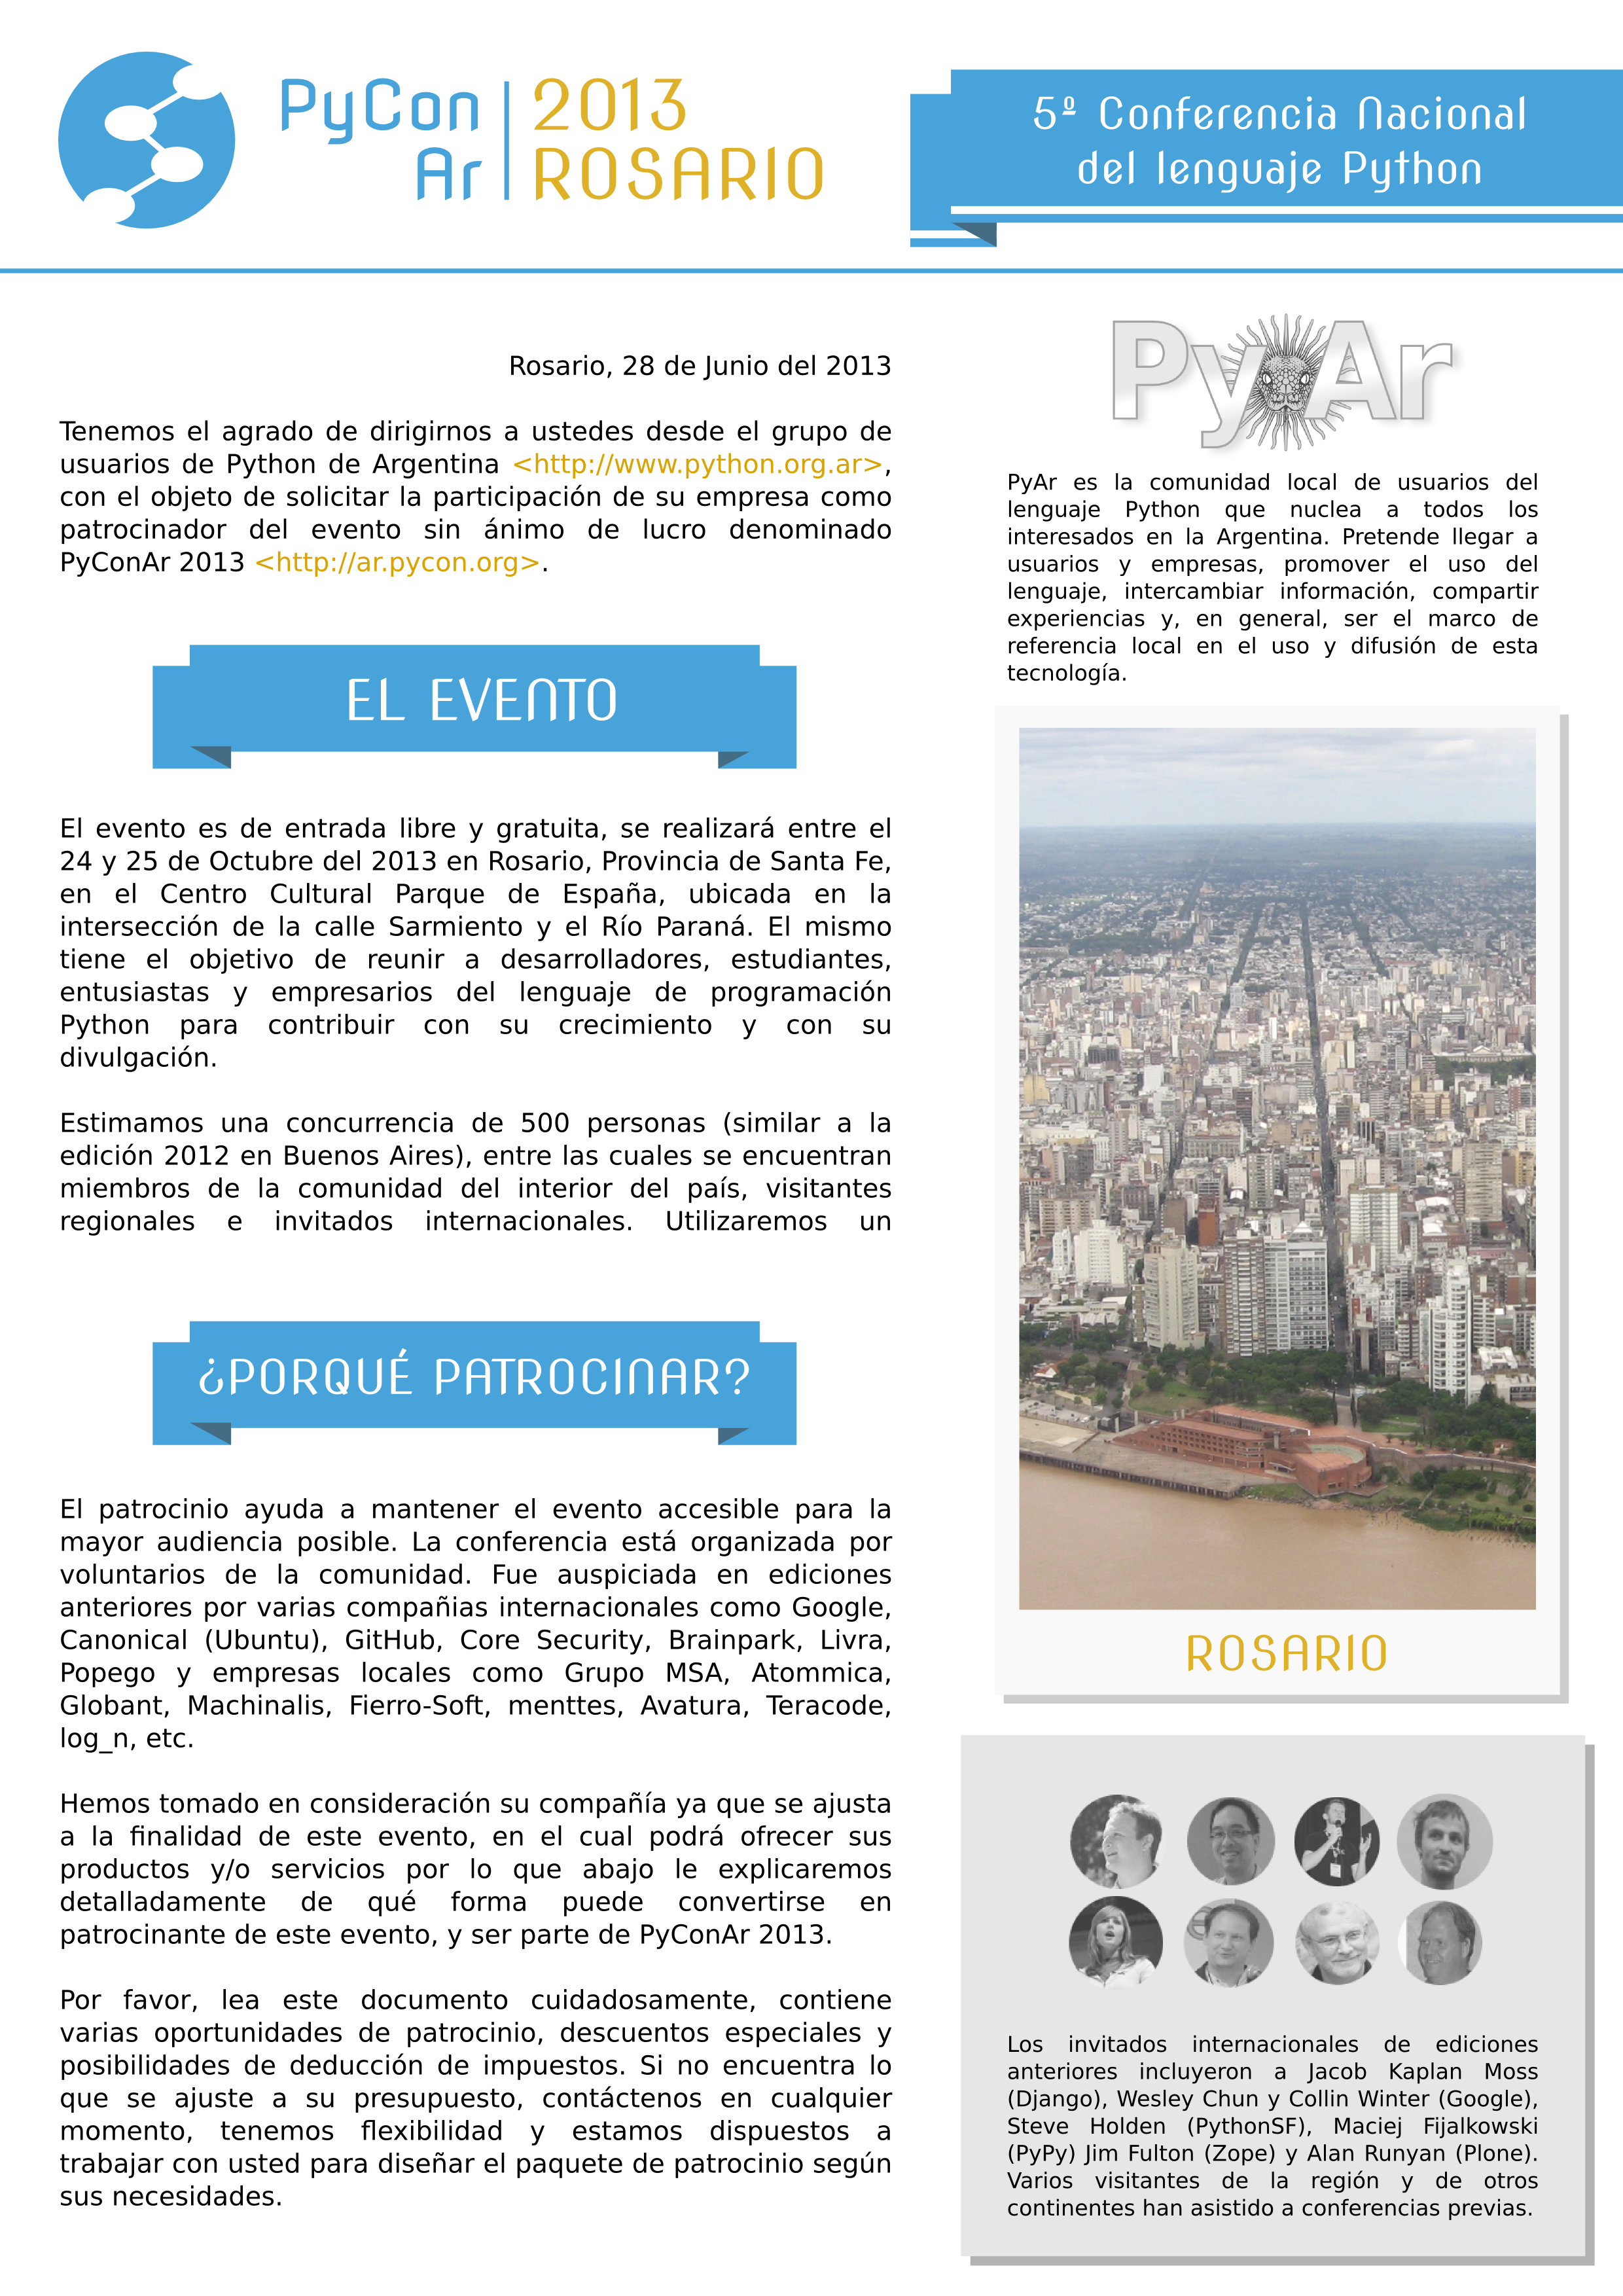 PyCon
Ar
2013
ROSARIO
5º Conferencia Nacional
del lenguaje Python
Rosario, 28 de Junio del 2013
Tenemos el agrado de dirigirnos a ustedes desde el grupo de
usuarios de Python de Argentina <http://www.python.org.ar>,
con el objeto de solicitar la participación de su empresa como
patrocinador del evento sin ánimo de lucro denominado
PyConAr 2013 <http://ar.pycon.org>.
EL EVENTO
El evento es de entrada libre y gratuita, se realizará entre el
24 y 25 de Octubre del 2013 en Rosario, Provincia de Santa Fe,
en el Centro Cultural Parque de España, ubicada en la
intersección de la calle Sarmiento y el Río Paraná. El mismo
tiene el objetivo de reunir a desarrolladores, estudiantes,
entusiastas y empresarios del lenguaje de programación
Python para contribuir con su crecimiento y con su
divulgación.
Estimamos una concurrencia de 500 personas (similar a la
edición 2012 en Buenos Aires), entre las cuales se encuentran
miembros de la comunidad del interior del país, visitantes
regionales e invitados internacionales. Utilizaremos un
¿PORQUÉ PATROCINAR?
El patrocinio ayuda a mantener el evento accesible para la
mayor audiencia posible. La conferencia está organizada por
voluntarios de la comunidad. Fue auspiciada en ediciones
anteriores por varias compañias internacionales como Google,
Canonical (Ubuntu), GitHub, Core Security, Brainpark, Livra,
Popego y empresas locales como Grupo MSA, Atommica,
Globant, Machinalis, Fierro-Soft, menttes, Avatura, Teracode,
log_n, etc.
Hemos tomado en consideración su compañía ya que se ajusta
a la finalidad de este evento, en el cual podrá ofrecer sus
productos y/o servicios por lo que abajo le explicaremos
detalladamente de qué forma puede convertirse en
patrocinante de este evento, y ser parte de PyConAr 2013.
Por favor, lea este documento cuidadosamente, contiene
varias oportunidades de patrocinio, descuentos especiales y
posibilidades de deducción de impuestos. Si no encuentra lo
que se ajuste a su presupuesto, contáctenos en cualquier
momento, tenemos flexibilidad y estamos dispuestos a
trabajar con usted para diseñar el paquete de patrocinio según
sus necesidades.
PyAr
PyAr es la comunidad local de usuarios del
lenguaje Python que nuclea a todos los
interesados en la Argentina. Pretende llegar a
usuarios y empresas, promover el uso del
lenguaje, intercambiar información, compartir
experiencias y, en general, ser el marco de
referencia local en el uso y difusión de esta
tecnología.
ROSARIO
Los invitados internacionales de ediciones
anteriores incluyeron a Jacob Kaplan Moss
(Django), Wesley Chun y Collin Winter (Google),
Steve Holden (PythonSF), Maciej Fijalkowski
(PyPy) Jim Fulton (Zope) y Alan Runyan (Plone).
Varios visitantes de la región y de otros
continentes han asistido a conferencias previas.